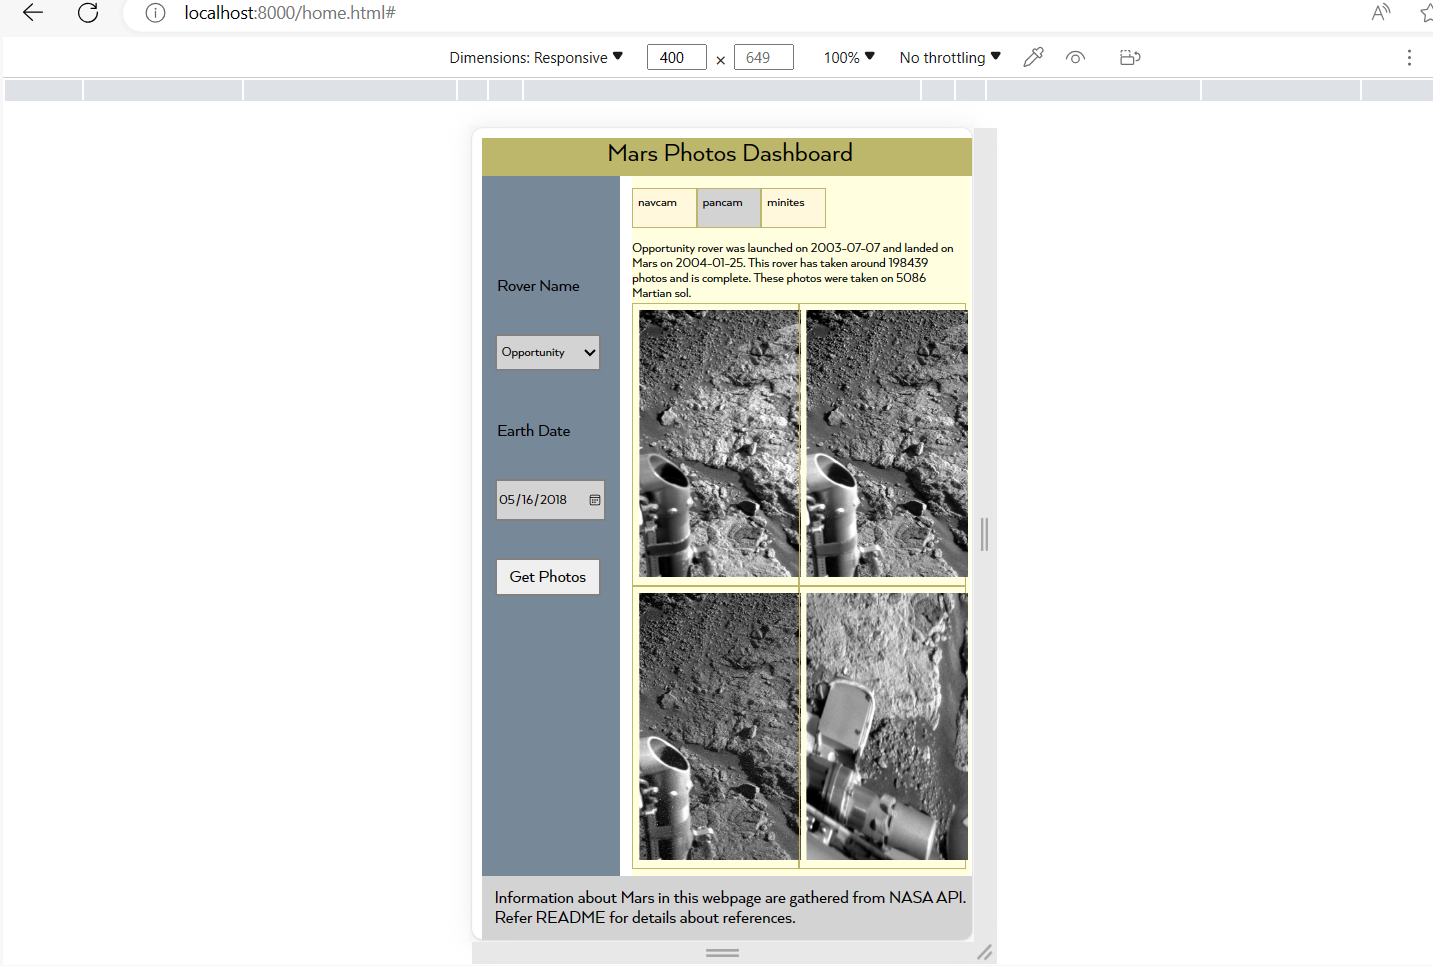 localhost:8000/home.html#
Dimensions: Responsive 400 × 649 100% No throttling
Mars Photos Dashboard
Rover Name
Opportunity
Earth Date
05/16/2018
Get Photos
navcam pancam minites
Opportunity rover was launched on 2003-07-07 and landed on
Mars on 2004-01-25. This rover has taken around 198439
photos and is complete. These photos were taken on 5086
Martian sol.
Information about Mars in this webpage are gathered from NASA API.
Refer README for details about references.